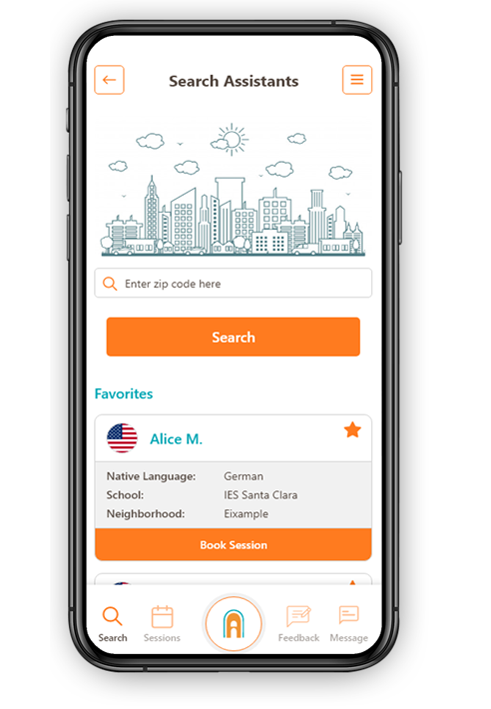 Search Assistants
Enter zip code here
Search
Favorites
Alice M.
Native Language: German
School: IES Santa Clara
Neighborhood: Eixample
Book Session
Search Sessions Feedback Message